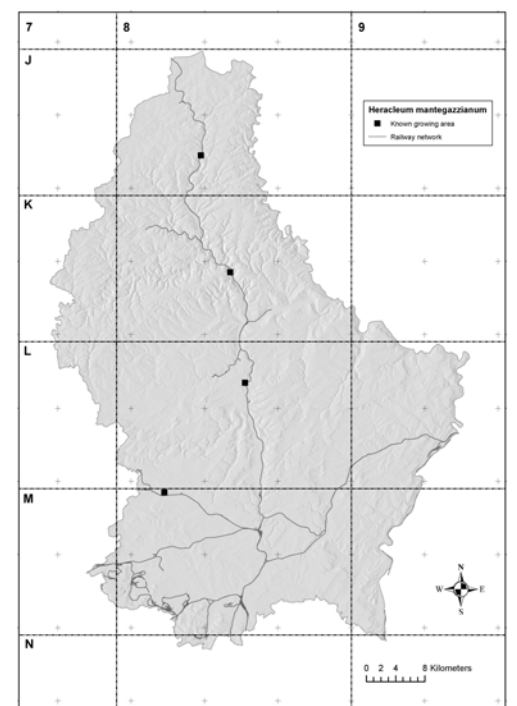 7 8 9
J
Heracleum mantegazzianum
Known growing area
Railway network
K
L
M
N
W E
S
N
0 2 4 8 Kilometers